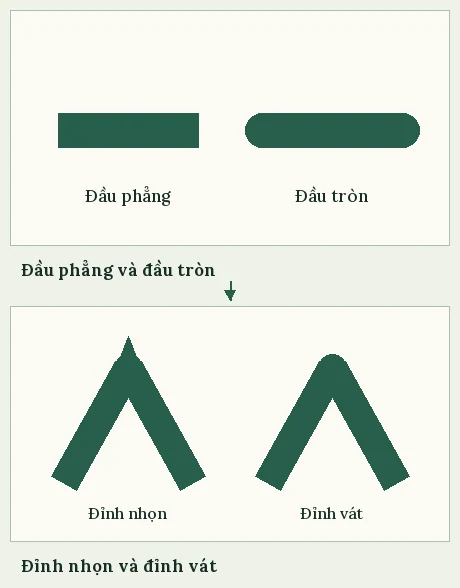 Đầu phẳng
Đầu tròn
Đầu phẳng và đầu tròn
Đỉnh nhọn
Đỉnh vát
Đỉnh nhọn và đỉnh vát